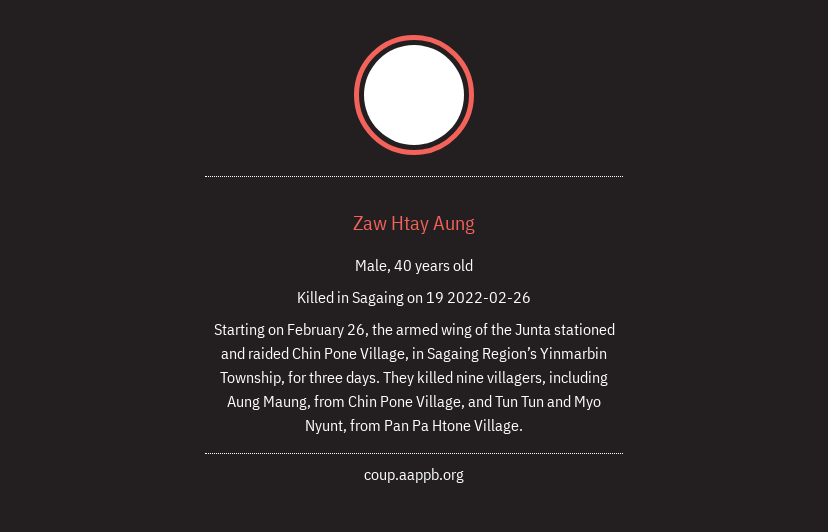 Zaw Htay Aung
Male, 40 years old
Killed in Sagaing on 19 2022-02-26
Starting on February 26, the armed wing of the Junta stationed
and raided Chin Pone Village, in Sagaing Region’s Yinmarbin
Township, for three days. They killed nine villagers, including
Aung Maung, from Chin Pone Village, and Tun Tun and Myo
Nyunt, from Pan Pa Htone Village.
coup.aappb.org